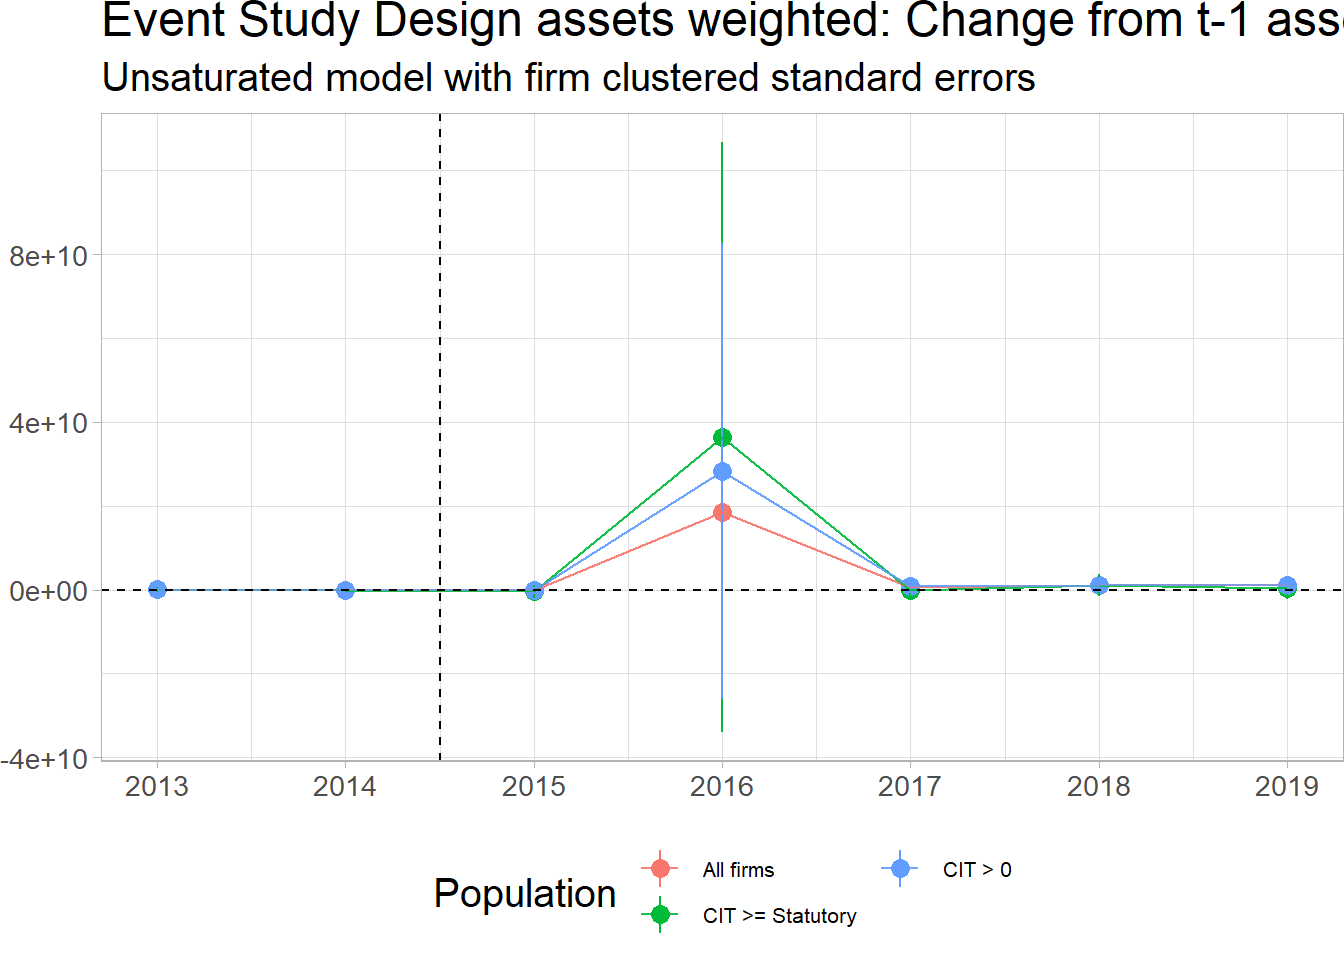 Event Study Design assets weighted: Change from t-1
Unsaturated model with firm clustered standard errors
8e+10
4e+10
0e+00
-4e+10
2013 2014 2015 2016 2017 2018 2019
Population
All firms
CIT > 0
CIT >= Statutory